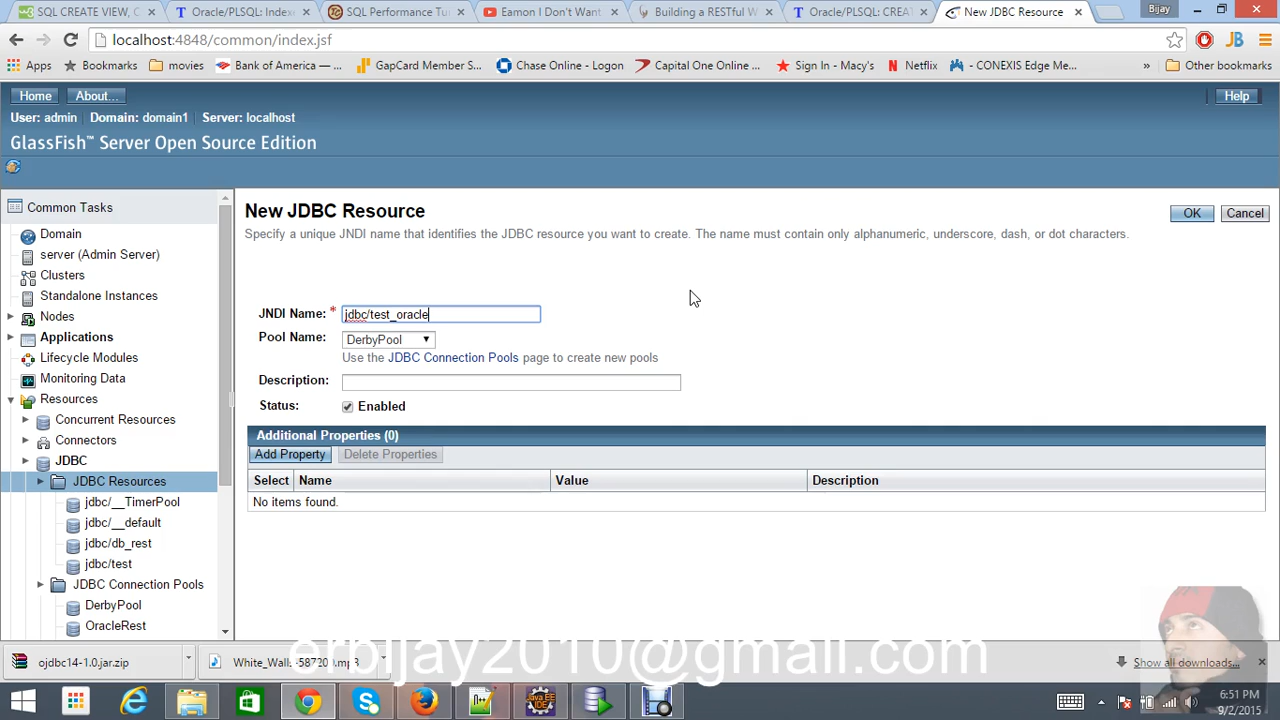 SQL CREATE VIEW, C
Oracle/PLSQL: Index
SQL Performance Tu
Eamon I Don't Want
Building a RESTful W
Oracle/PLSQL: CREAT
New JDBC Resource
Bijay
localhost:4848/common/index.jsf
Apps
Bookmarks
movies
Bank of America — ...
GapCard Member S...
Chase Online - Logon
Capital One Online ...
Sign In - Macy's
Netflix
- CONEXIS Edge Me...
»
Other bookmarks
Home
About...
Help
User: admin Domain: domain1 Server: localhost
GlassFish™ Server Open Source Edition
Common Tasks
Domain
server (Admin Server)
Clusters
Standalone Instances
Nodes
Applications
Lifecycle Modules
Monitoring Data
Resources
Concurrent Resources
Connectors
JDBC
JDBC Resources
jdbc/__TimerPool
jdbc/__default
jdbc/db_rest
jdbc/test
JDBC Connection Pools
DerbyPool
OracleRest
New JDBC Resource
OK
Cancel
Specify a unique JNDI name that identifies the JDBC resource you want to create. The name must contain only alphanumeric, underscore, dash, or dot characters.
JNDI Name: * jdbc/test_oracle
Pool Name: DerbyPool
Use the JDBC Connection Pools page to create new pools
Description:
Status: Enabled
Additional Properties (0)
Add Property
Delete Properties
Select Name Value Description
No items found.
erbijay2010@gmail.com
ojdbc14-1.0.jar.zip
White_Walls-587200.mp3
Show all downloads...
Java EE
IDE
6:51 PM
9/2/2015